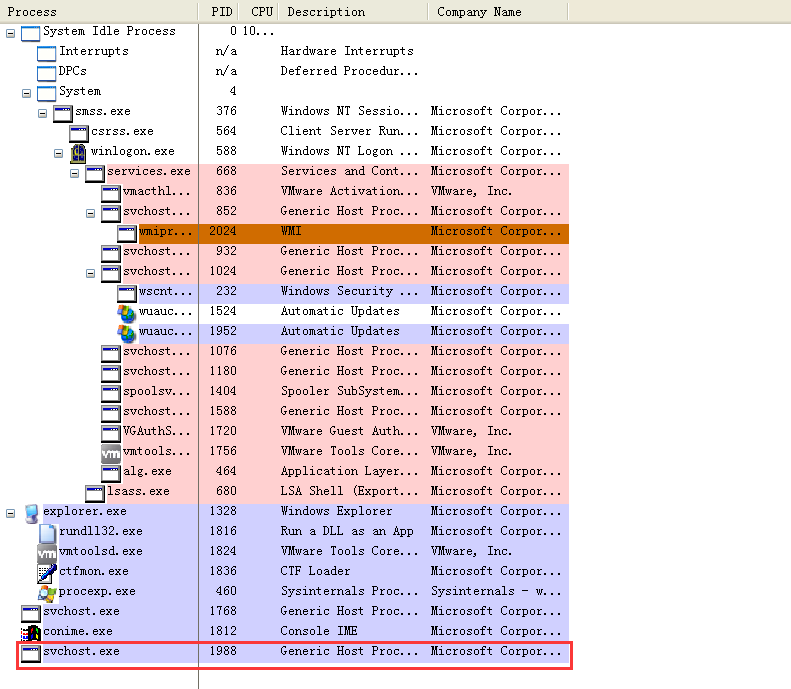 Process PID CPU Description Company Name
System Idle Process 0 10...
Interrupts n/a Hardware Interrupts
DPCs n/a Deferred Procedur...
System 4
smss.exe 376 Windows NT Sessio... Microsoft Corpor...
csrss.exe 564 Client Server Run... Microsoft Corpor...
winlogon.exe 588 Windows NT Logon ... Microsoft Corpor...
services.exe 668 Services and Cont... Microsoft Corpor...
vmacthl... 836 VMware Activation... VMware, Inc.
svchost... 852 Generic Host Proc... Microsoft Corpor...
wmipr... 2024 WMI Microsoft Corpor...
svchost... 932 Generic Host Proc... Microsoft Corpor...
svchost... 1024 Generic Host Proc... Microsoft Corpor...
wscnt... 232 Windows Security ... Microsoft Corpor...
wuauc... 1524 Automatic Updates Microsoft Corpor...
wuauc... 1952 Automatic Updates Microsoft Corpor...
svchost... 1076 Generic Host Proc... Microsoft Corpor...
svchost... 1180 Generic Host Proc... Microsoft Corpor...
spoolsv... 1404 Spooler SubSystem... Microsoft Corpor...
svchost... 1588 Generic Host Proc... Microsoft Corpor...
VGAuthS... 1720 VMware Guest Auth... VMware, Inc.
vm vmtools... 1756 VMware Tools Core... VMware, Inc.
alg.exe 464 Application Layer... Microsoft Corpor...
lsass.exe 680 LSA Shell (Export... Microsoft Corpor...
explorer.exe 1328 Windows Explorer Microsoft Corpor...
rundll32.exe 1816 Run a DLL as an App Microsoft Corpor...
vm vmtoolsd.exe 1824 VMware Tools Core... VMware, Inc.
ctfmon.exe 1836 CTF Loader Microsoft Corpor...
procexp.exe 460 Sysinternals Proc... Sysinternals - w...
svchost.exe 1768 Generic Host Proc... Microsoft Corpor...
conime.exe 1812 Console IME Microsoft Corpor...
svchost.exe 1988 Generic Host Proc... Microsoft Corpor...